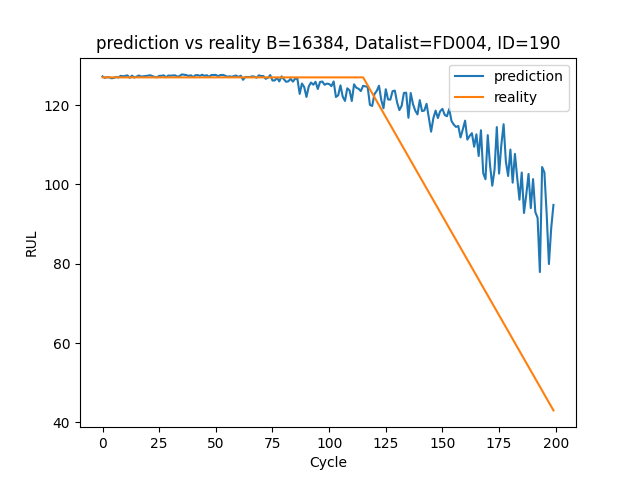 prediction vs reality B=16384, Datalist=FD004, ID=190
prediction
reality
RUL
120
100
80
60
40
0 25 50 75 100 125 150 175 200
Cycle